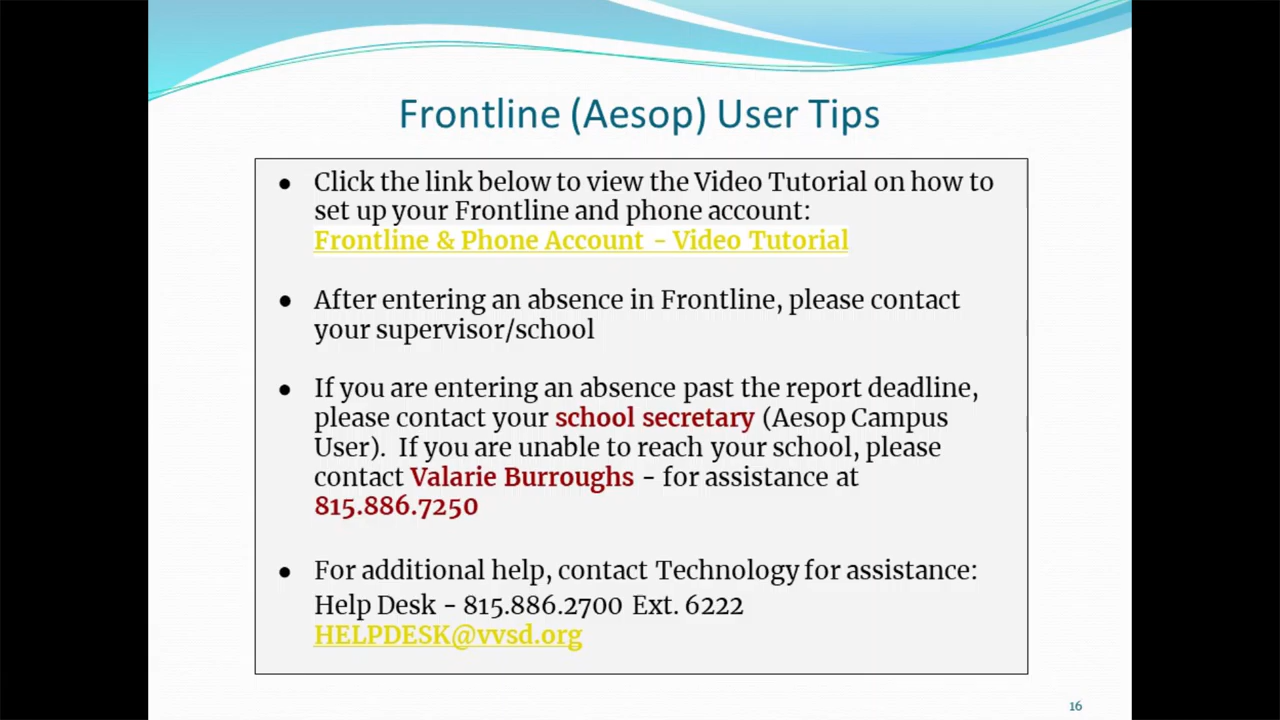 Frontline (Aesop) User Tips
● Click the link below to view the Video Tutorial on how to
set up your Frontline and phone account:
Frontline & Phone Account - Video Tutorial
● After entering an absence in Frontline, please contact
your supervisor/school
● If you are entering an absence past the report deadline,
please contact your school secretary (Aesop Campus
User). If you are unable to reach your school, please
contact Valarie Burroughs - for assistance at
815.886.7250
● For additional help, contact Technology for assistance:
Help Desk - 815.886.2700 Ext. 6222
HELPDESK@vvsd.org
16